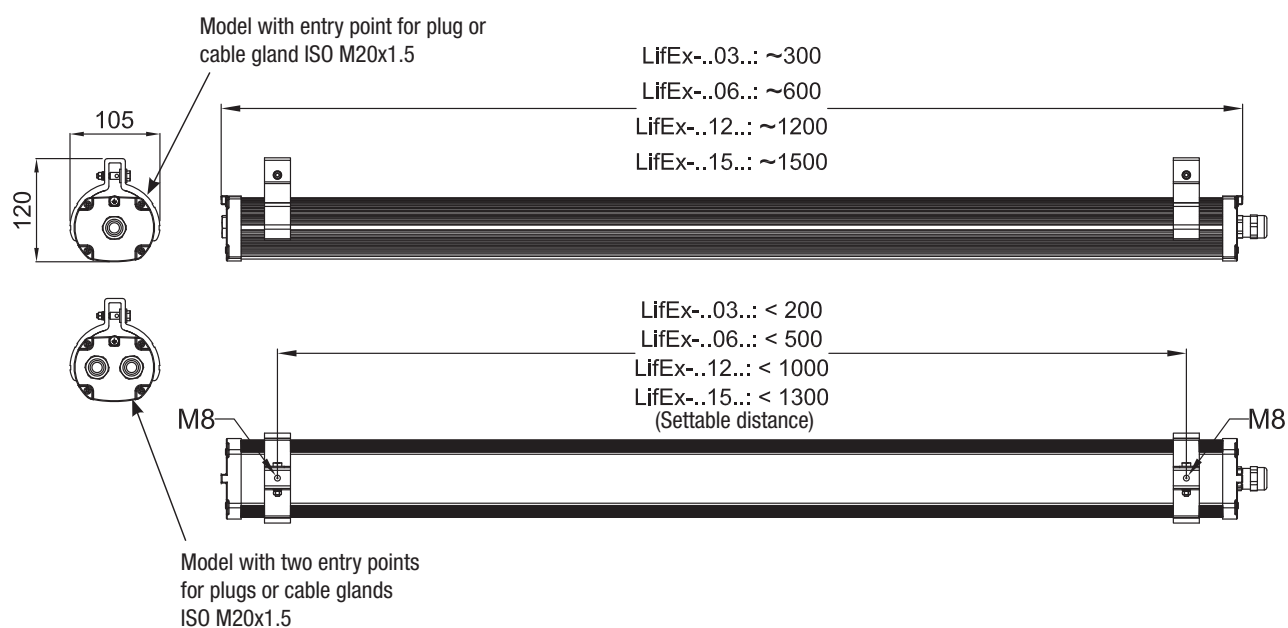 Model with entry point for plug or
cable gland ISO M20x1.5
LifEx-..03..: ~300
LifEx-..06..: ~600
LifEx-..12..: ~1200
LifEx-..15..: ~1500
105
120
LifEx-..03..: < 200
LifEx-..06..: < 500
LifEx-..12..: < 1000
LifEx-..15..: < 1300
(Settable distance)
M8
M8
Model with two entry points
for plugs or cable glands
ISO M20x1.5